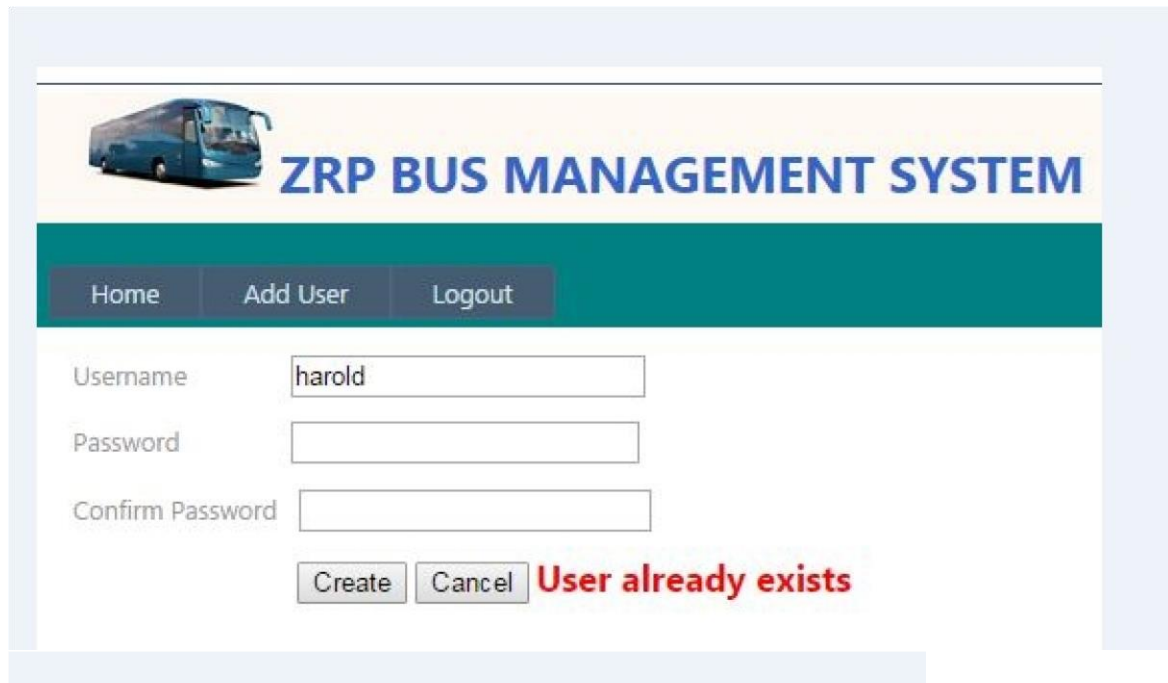 ZRP BUS MANAGEMENT SYSTEM
Home Add User Logout
Username harold
Password
Confirm Password
Create Cancel User already exists